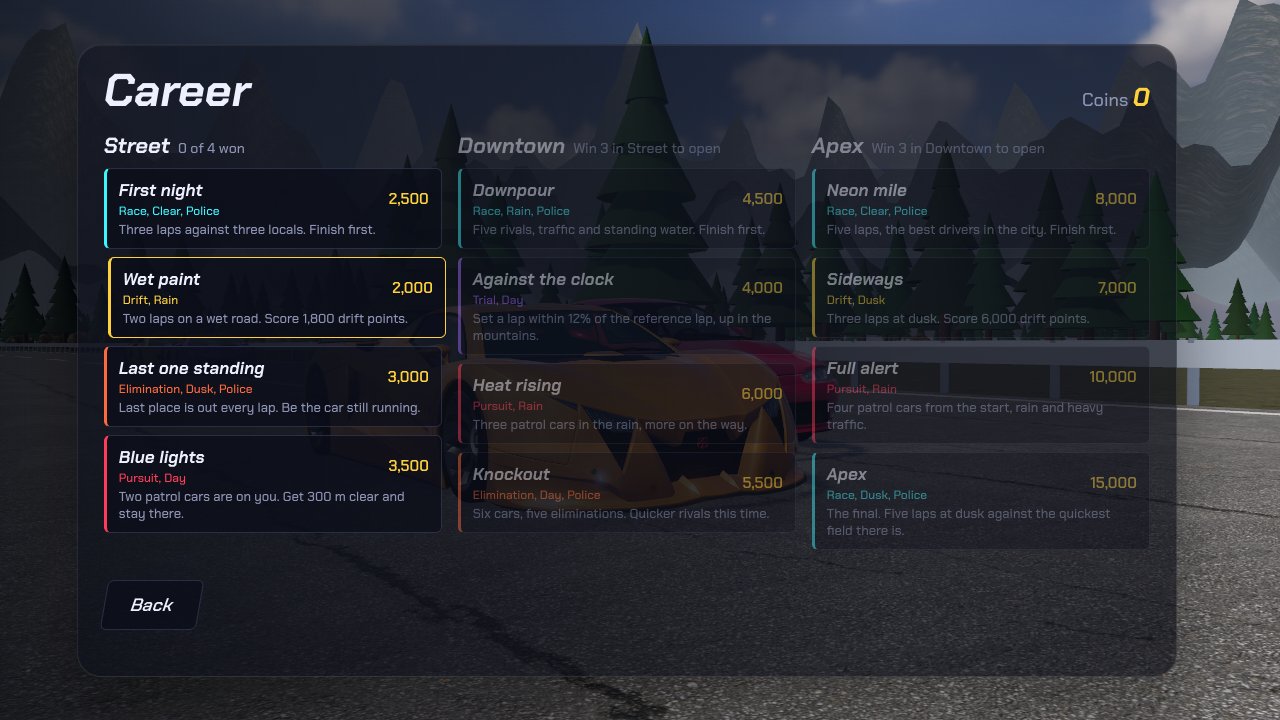 Career
Coins 0
Street 0 of 4 won
First night
2,500
Race, Clear, Police
Three laps against three locals. Finish first.
Wet paint
2,000
Drift, Rain
Two laps on a wet road. Score 1,800 drift points.
Last one standing
3,000
Elimination, Dusk, Police
Last place is out every lap. Be the car still running.
Blue lights
3,500
Pursuit, Day
Two patrol cars are on you. Get 300 m clear and
stay there.
Downtown Win 3 in Street to open
Downpour
4,500
Race, Rain, Police
Five rivals, traffic and standing water. Finish first.
Against the clock
4,000
Trial, Day
Set a lap within 12% of the reference lap, up in the
mountains.
Heat rising
6,000
Pursuit, Rain
Three patrol cars in the rain, more on the way.
Knockout
5,500
Elimination, Day, Police
Six cars, five eliminations. Quicker rivals this time.
Apex Win 3 in Downtown to open
Neon mile
8,000
Race, Clear, Police
Five laps, the best drivers in the city. Finish first.
Sideways
7,000
Drift, Dusk
Three laps at dusk. Score 6,000 drift points.
Full alert
10,000
Pursuit, Rain
Four patrol cars from the start, rain and heavy
traffic.
Apex
15,000
Race, Dusk, Police
The final. Five laps at dusk against the quickest
field there is.
Back